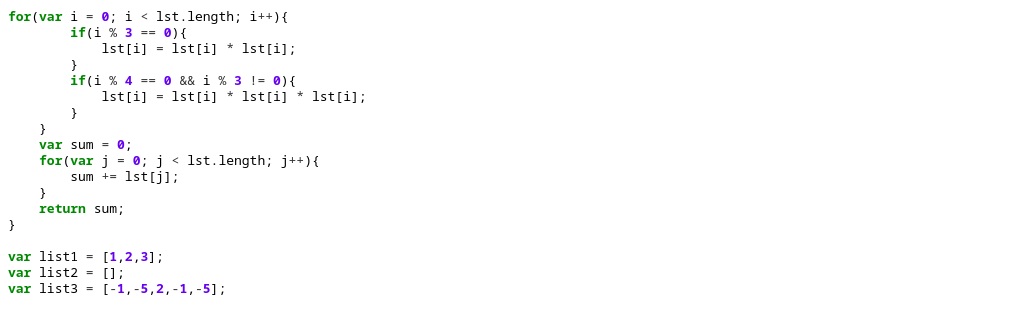 for(var i = 0; i < lst.length; i++){
        if(i % 3 == 0){
            lst[i] = lst[i] * lst[i];
        }
        if(i % 4 == 0 && i % 3 != 0){
            lst[i] = lst[i] * lst[i] * lst[i];
        }
    }
    var sum = 0;
    for(var j = 0; j < lst.length; j++){
        sum += lst[j];
    }
    return sum;
}

var list1 = [1,2,3];
var list2 = [];
var list3 = [-1,-5,2,-1,-5];